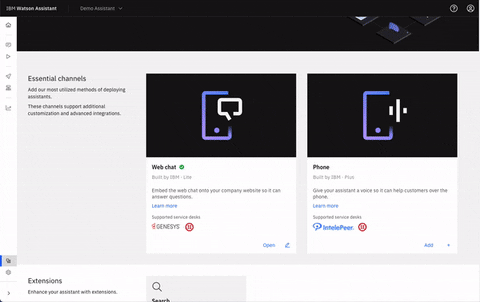 IBM Watson Assistant
Demo Assistant
Essential channels
Add our most utilized methods of deploying
assistants.
These channels support additional
customization and advanced integrations.
Web chat
Built by IBM · Lite
Embed the web chat onto your company website so it can
answer questions.
Learn more
Supported service desks
GENESYS
Open
Phone
Built by IBM · Plus
Give your assistant a voice so it can help customers over the
phone.
Learn more
Supported service desks
IntelePeer
Add +
Extensions
Enhance your assistant with extensions.
Search